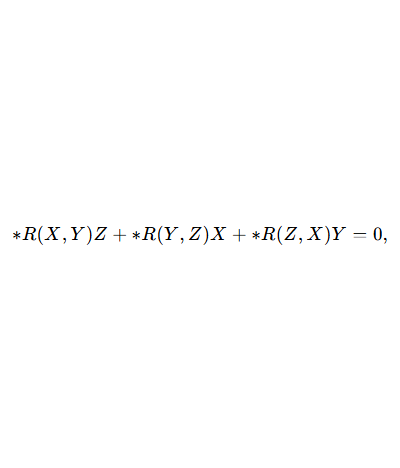 ∗R(X, Y)Z + ∗R(Y, Z)X + ∗R(Z, X)Y = 0,